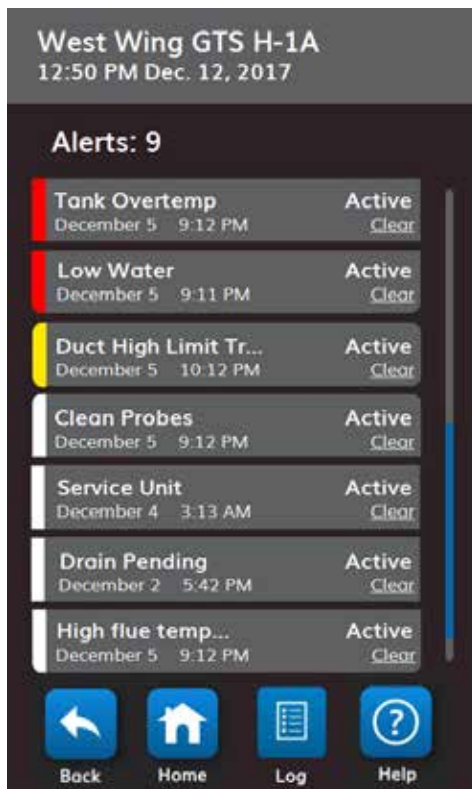 West Wing GTS H-1A
12:50 PM Dec. 12, 2017
Alerts: 9
Tank Overtemp Active
December 5 9:12 PM Clear
Low Water Active
December 5 9:11 PM Clear
Duct High Limit Tr... Active
December 5 10:12 PM Clear
Clean Probes Active
December 5 9:12 PM Clear
Service Unit Active
December 4 3:13 AM Clear
Drain Pending Active
December 2 5:42 PM Clear
High flue temp... Active
December 5 9:12 PM Clear
Back Home Log Help